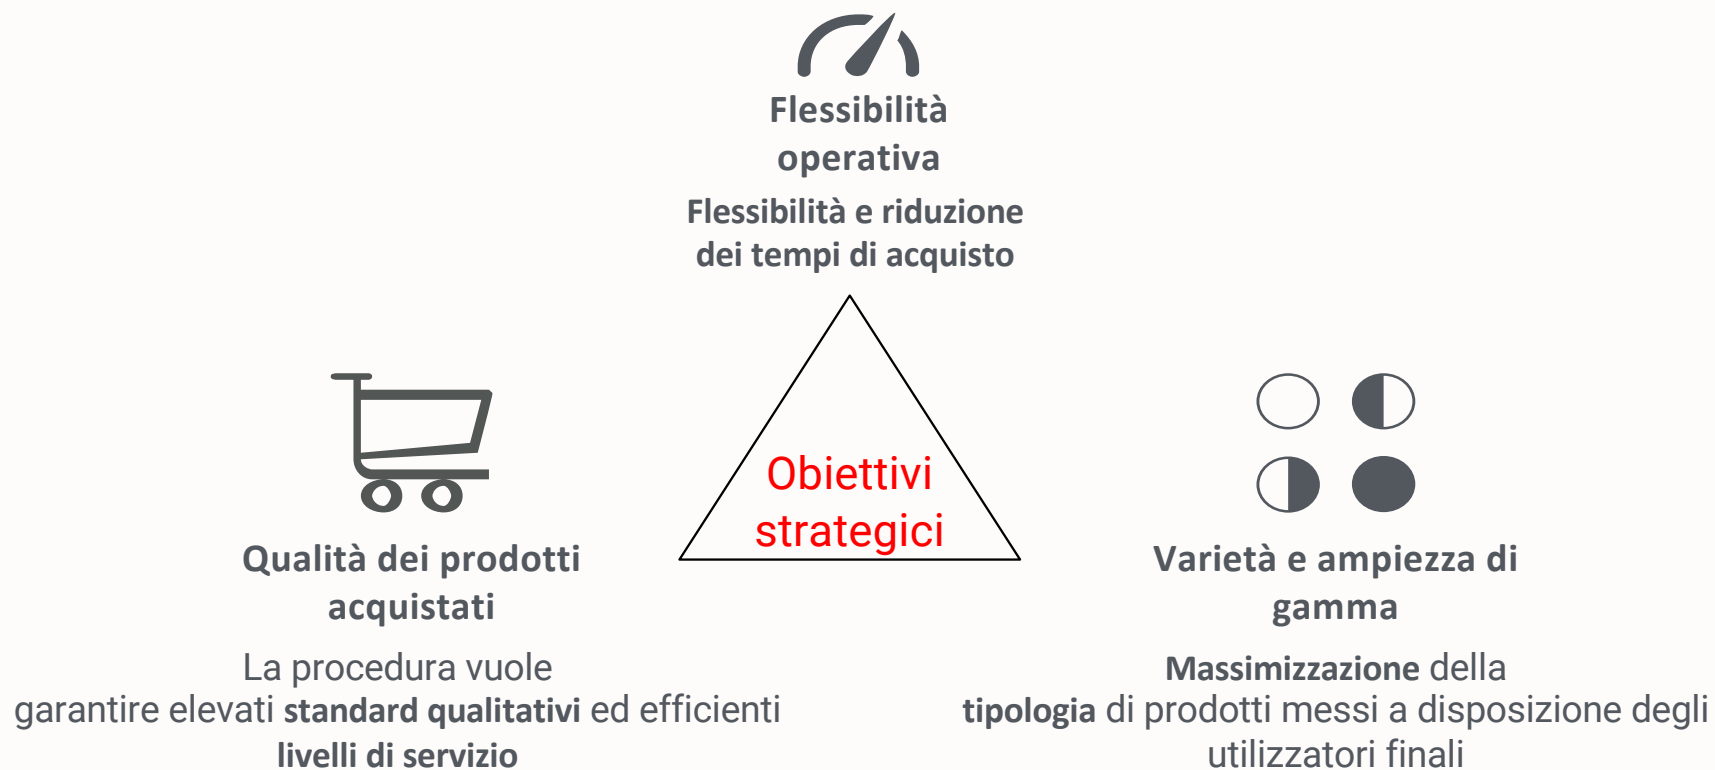 Flessibilità
operativa
Flessibilità e riduzione
dei tempi di acquisto
Obiettivi
strategici
Qualità dei prodotti
acquistati
La procedura vuole
garantire elevati standard qualitativi ed efficienti
livelli di servizio
Varietà e ampiezza di
gamma
Massimizzazione della
tipologia di prodotti messi a disposizione degli
utilizzatori finali